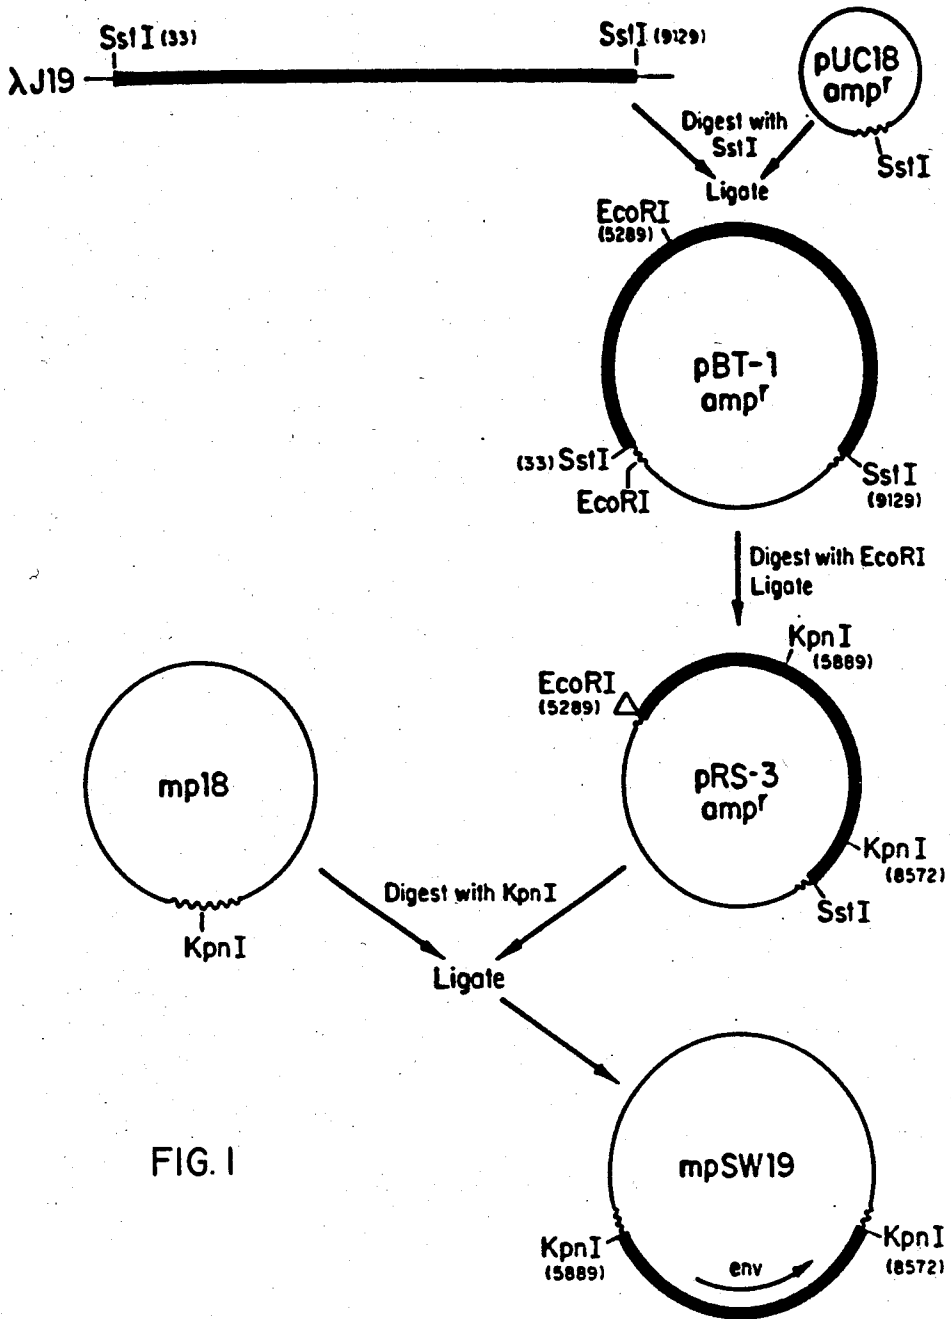 SstI (33)
SstI (9129)
λJ19
pUC18
ampʳ
SstI
Digest with
SstI
Ligate
EcoRI
(5289)
pBT-1
ampʳ
(33) SstI
EcoRI
SstI
(9129)
Digest with EcoRI
Ligate
KpnI
(5889)
EcoRI
(5289) △
mp18
pRS-3
ampʳ
KpnI
(8572)
SstI
KpnI
Digest with KpnI
Ligate
FIG. 1
mpSW19
KpnI
(5889)
env
KpnI
(8572)